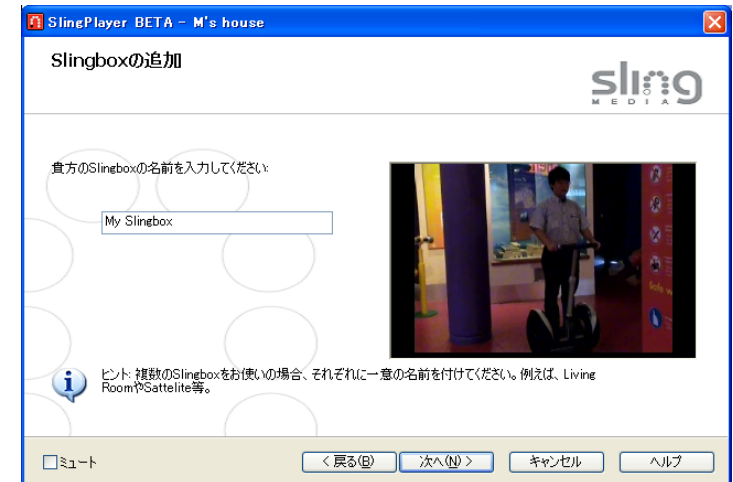 SlingPlayer BETA - M's house
Slingboxの追加
sling
MEDIA
貴方のSlingboxの名前を入力してください:
My Slingbox
Safe
ヒント: 複数のSlingboxをお使いの場合、それぞれに一意の名前を付けてください。例えば、Living
RoomやSattelite等。
ミュート
< 戻る(B)
次へ(N) >
キャンセル
ヘルプ